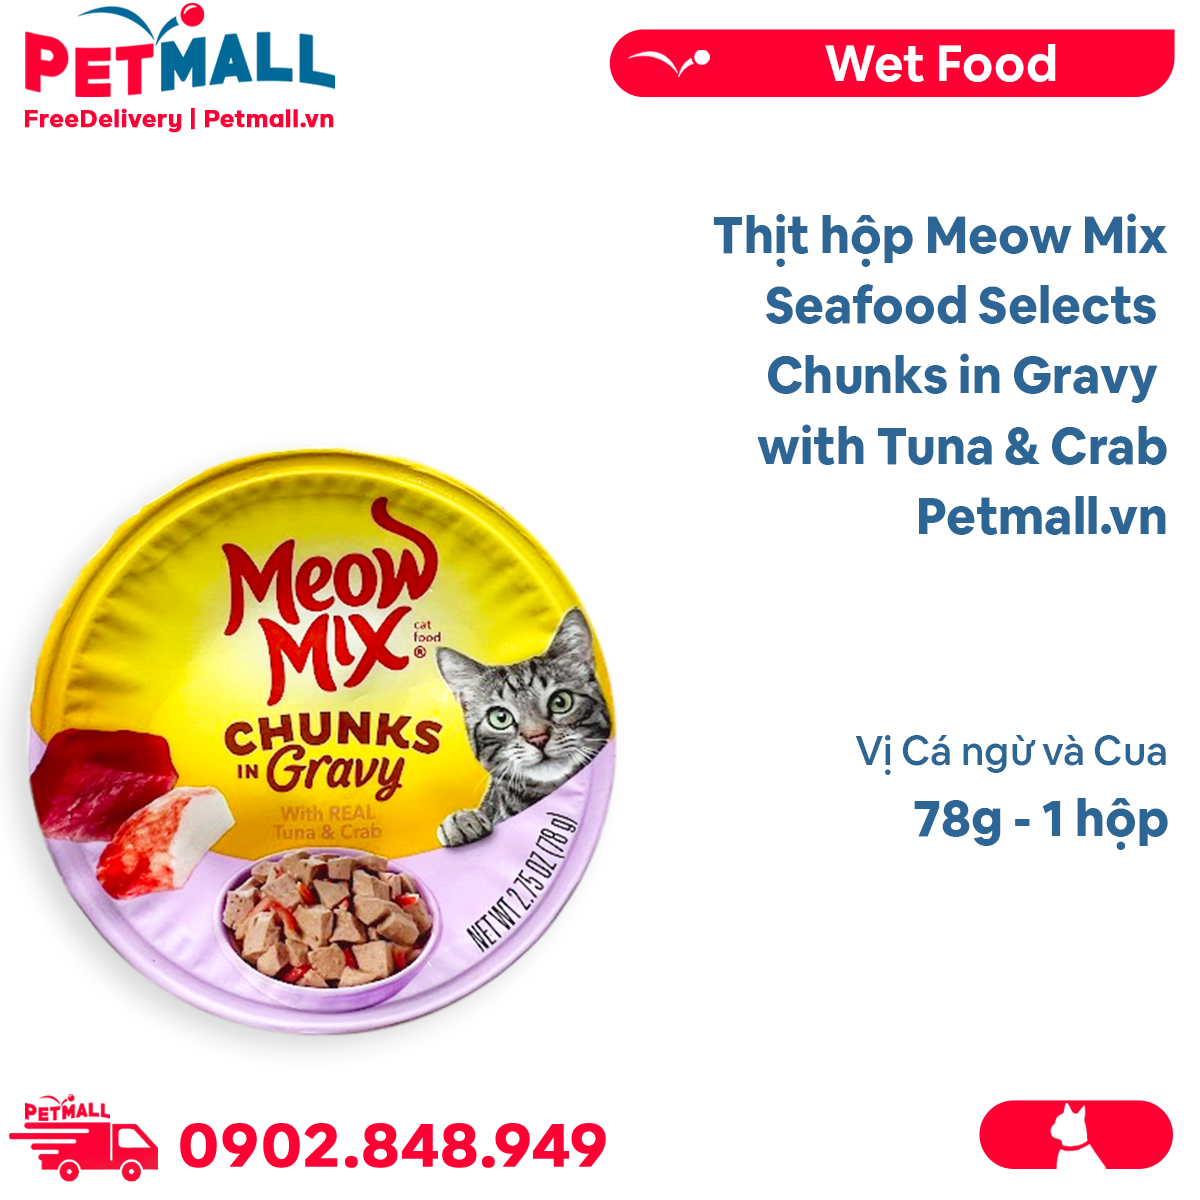 PETMALL
FreeDelivery | Petmall.vn
Wet Food
Thịt hộp Meow Mix
Seafood Selects
Chunks in Gravy
with Tuna & Crab
Petmall.vn
Meow
Mix
cat
food
®
CHUNKS
IN Gravy
With REAL
Tuna & Crab
NET WT 2.75 OZ (78 g)
Vị Cá ngừ và Cua
78g - 1 hộp
PETMALL
0902.848.949